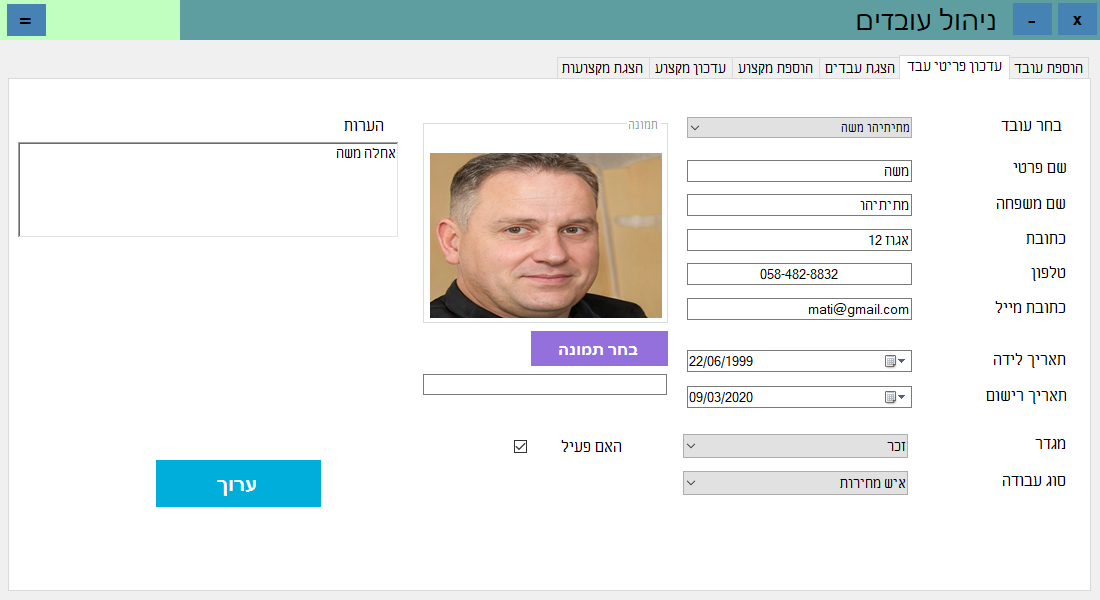 ניהול עובדים
- x
=
הוספת עובד
עדכון פריטי עבד
הצגת עבדים
הוספת מקצוע
עדכון מקצוע
הצגת מקצועות
בחר עובד
מתיתיהו משה
שם פרטי
משה
שם משפחה
מתיתיהו
כתובת
אגוז 12
טלפון
058-482-8832
כתובת מייל
mati@gmail.com
תאריך לידה
22/06/1999
תאריך רישום
09/03/2020
מגדר
זכר
סוג עבודה
איש מחירות
תמונה
בחר תמונה
האם פעיל
הערות
אחלה משה
ערוך